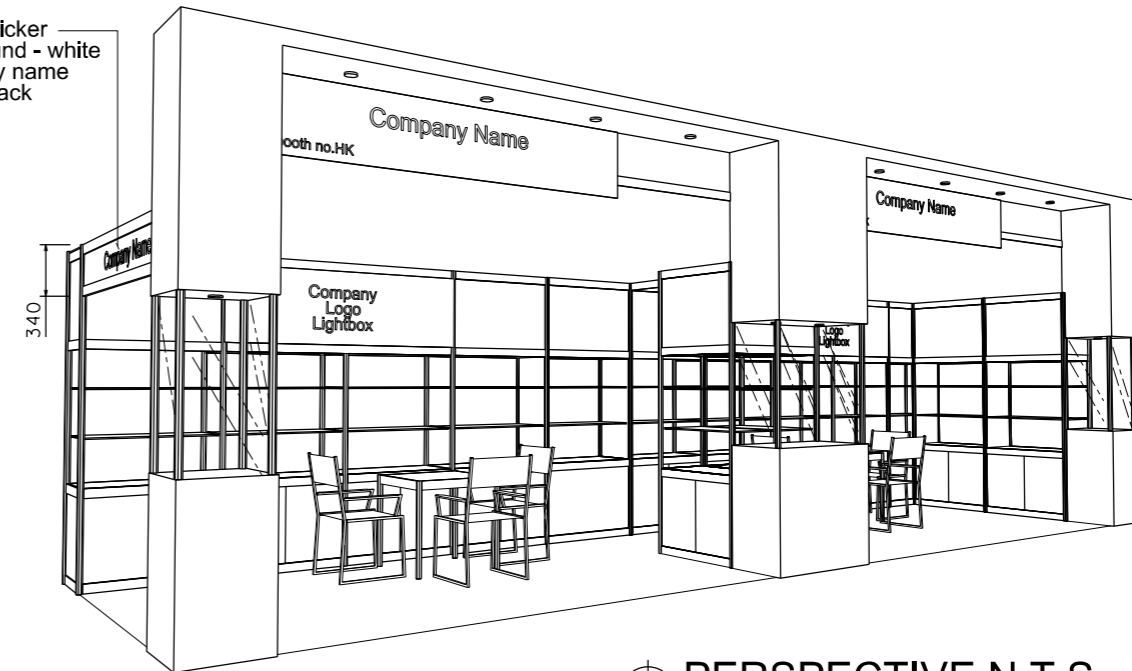 icker
und - white
y name
ack
Company Name
ooth no.HK
Company Name
Company Name
340
Company
Logo
Lightbox
Logo
Lightbox
PERSPECTIVE N.T.S.